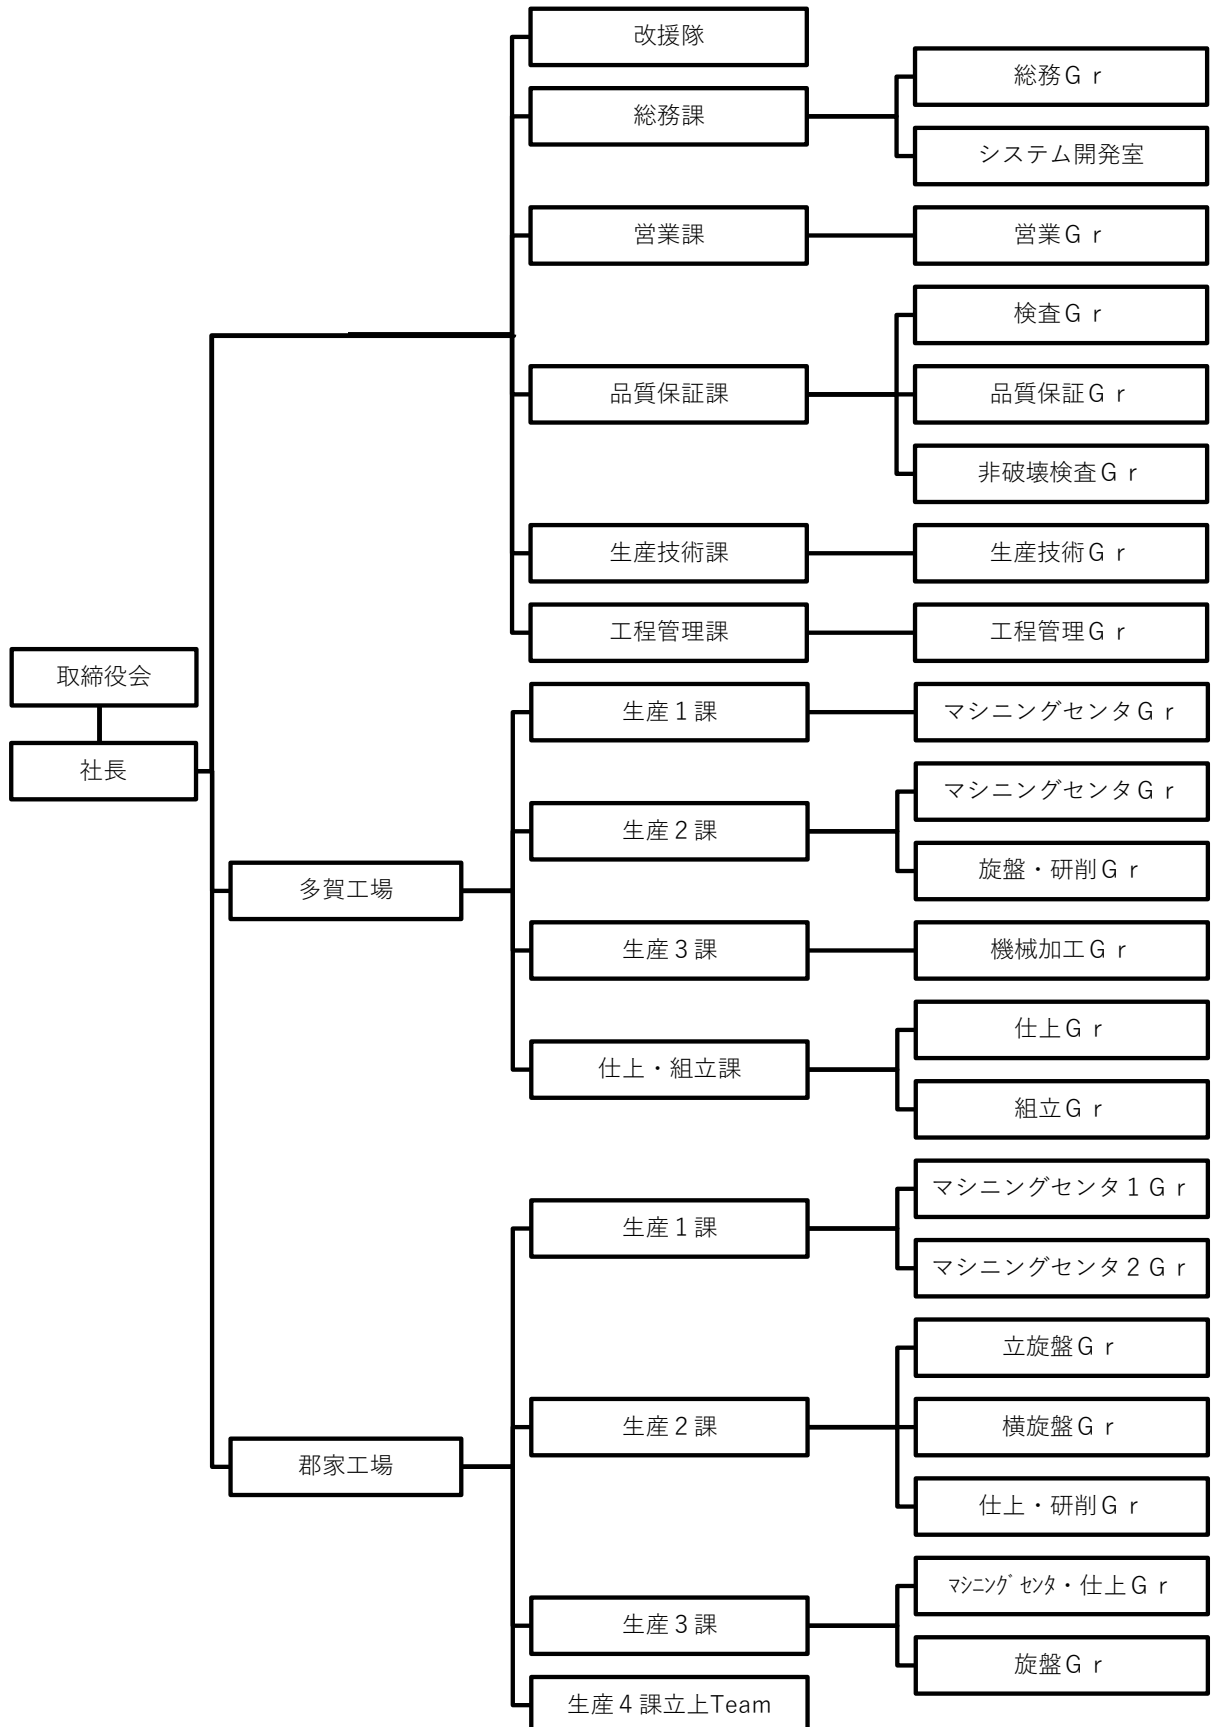 取締役会
社長
改援隊
総務課
総務Ｇｒ
システム開発室
営業課
営業Ｇｒ
品質保証課
検査Ｇｒ
品質保証Ｇｒ
非破壊検査Ｇｒ
生産技術課
生産技術Ｇｒ
工程管理課
工程管理Ｇｒ
多賀工場
生産１課
マシニングセンタＧｒ
生産２課
マシニングセンタＧｒ
旋盤・研削Ｇｒ
生産３課
機械加工Ｇｒ
仕上・組立課
仕上Ｇｒ
組立Ｇｒ
郡家工場
生産１課
マシニングセンタ１Ｇｒ
マシニングセンタ２Ｇｒ
生産２課
立旋盤Ｇｒ
横旋盤Ｇｒ
仕上・研削Ｇｒ
生産３課
ﾏｼﾆﾝｸﾞｾﾝﾀ・仕上Ｇｒ
旋盤Ｇｒ
生産４課立上Team